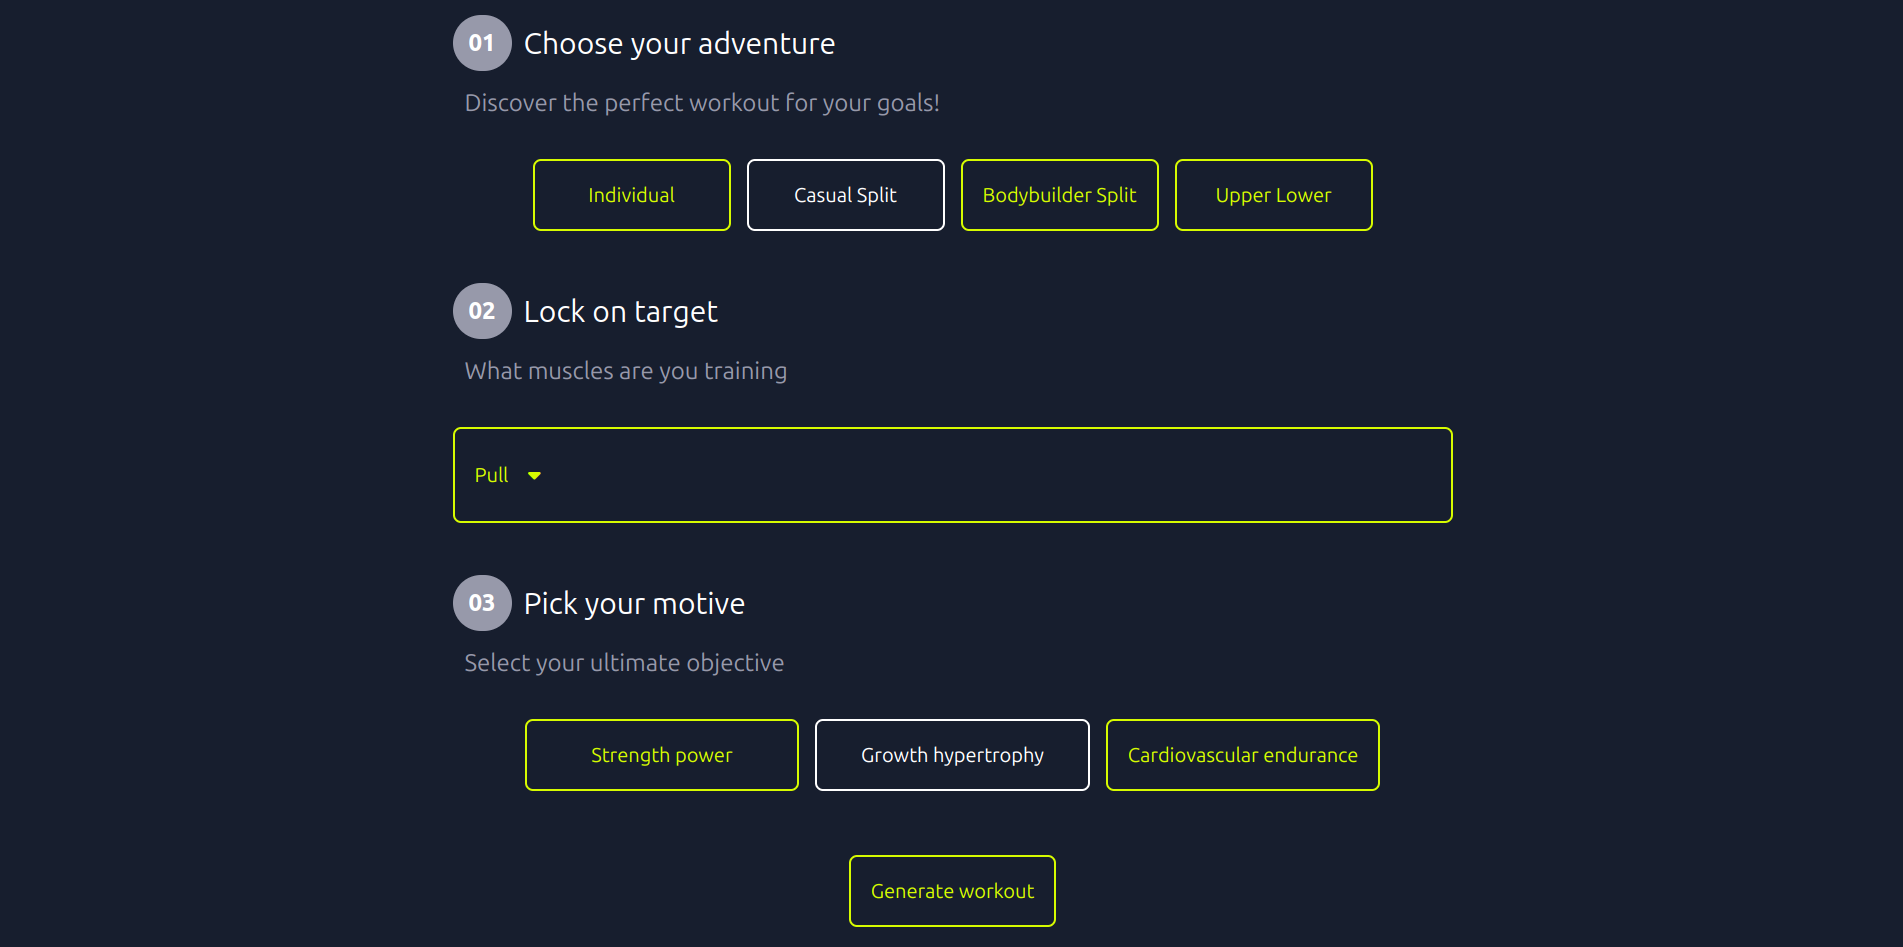 01 Choose your adventure
Discover the perfect workout for your goals!
Individual Casual Split Bodybuilder Split Upper Lower
02 Lock on target
What muscles are you training
Pull
03 Pick your motive
Select your ultimate objective
Strength power Growth hypertrophy Cardiovascular endurance
Generate workout